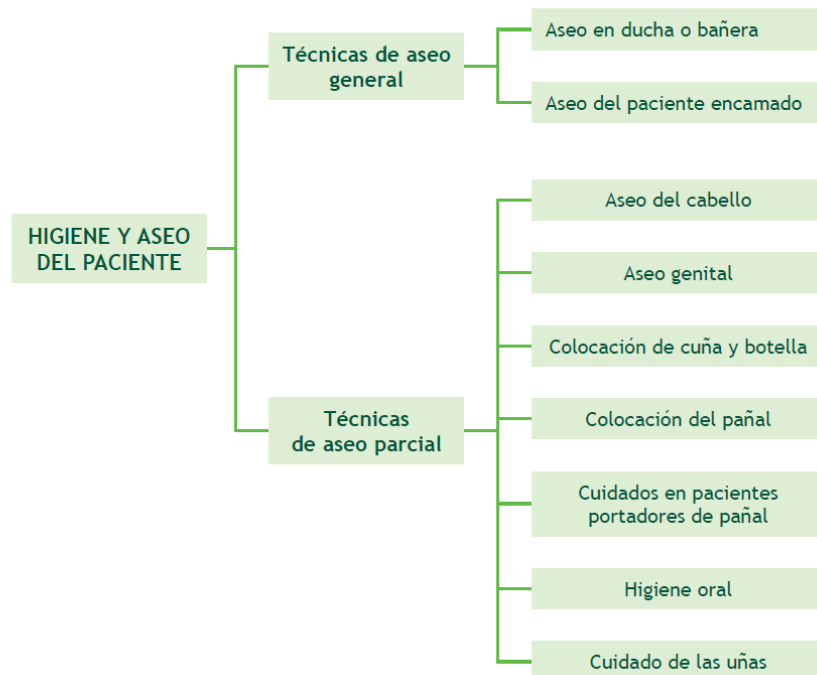 HIGIENE Y ASEO
DEL PACIENTE
Técnicas de aseo
general
Aseo en ducha o bañera
Aseo del paciente encamado
Técnicas
de aseo parcial
Aseo del cabello
Aseo genital
Colocación de cuña y botella
Colocación del pañal
Cuidados en pacientes
portadores de pañal
Higiene oral
Cuidado de las uñas